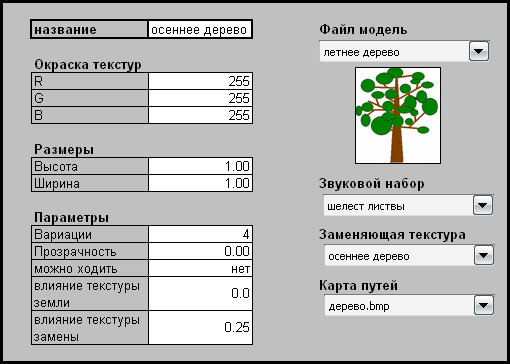 название осеннее дерево
Окраска текстур
R 255
G 255
B 255
Размеры
Высота 1.00
Ширина 1.00
Параметры
Вариации 4
Прозрачность 0.00
можно ходить нет
влияние текстуры
земли 0.0
влияние текстуры
замены 0.25
Файл модель
летнее дерево
Звуковой набор
шелест листвы
Заменяющая текстура
осеннее дерево
Карта путей
дерево.bmp